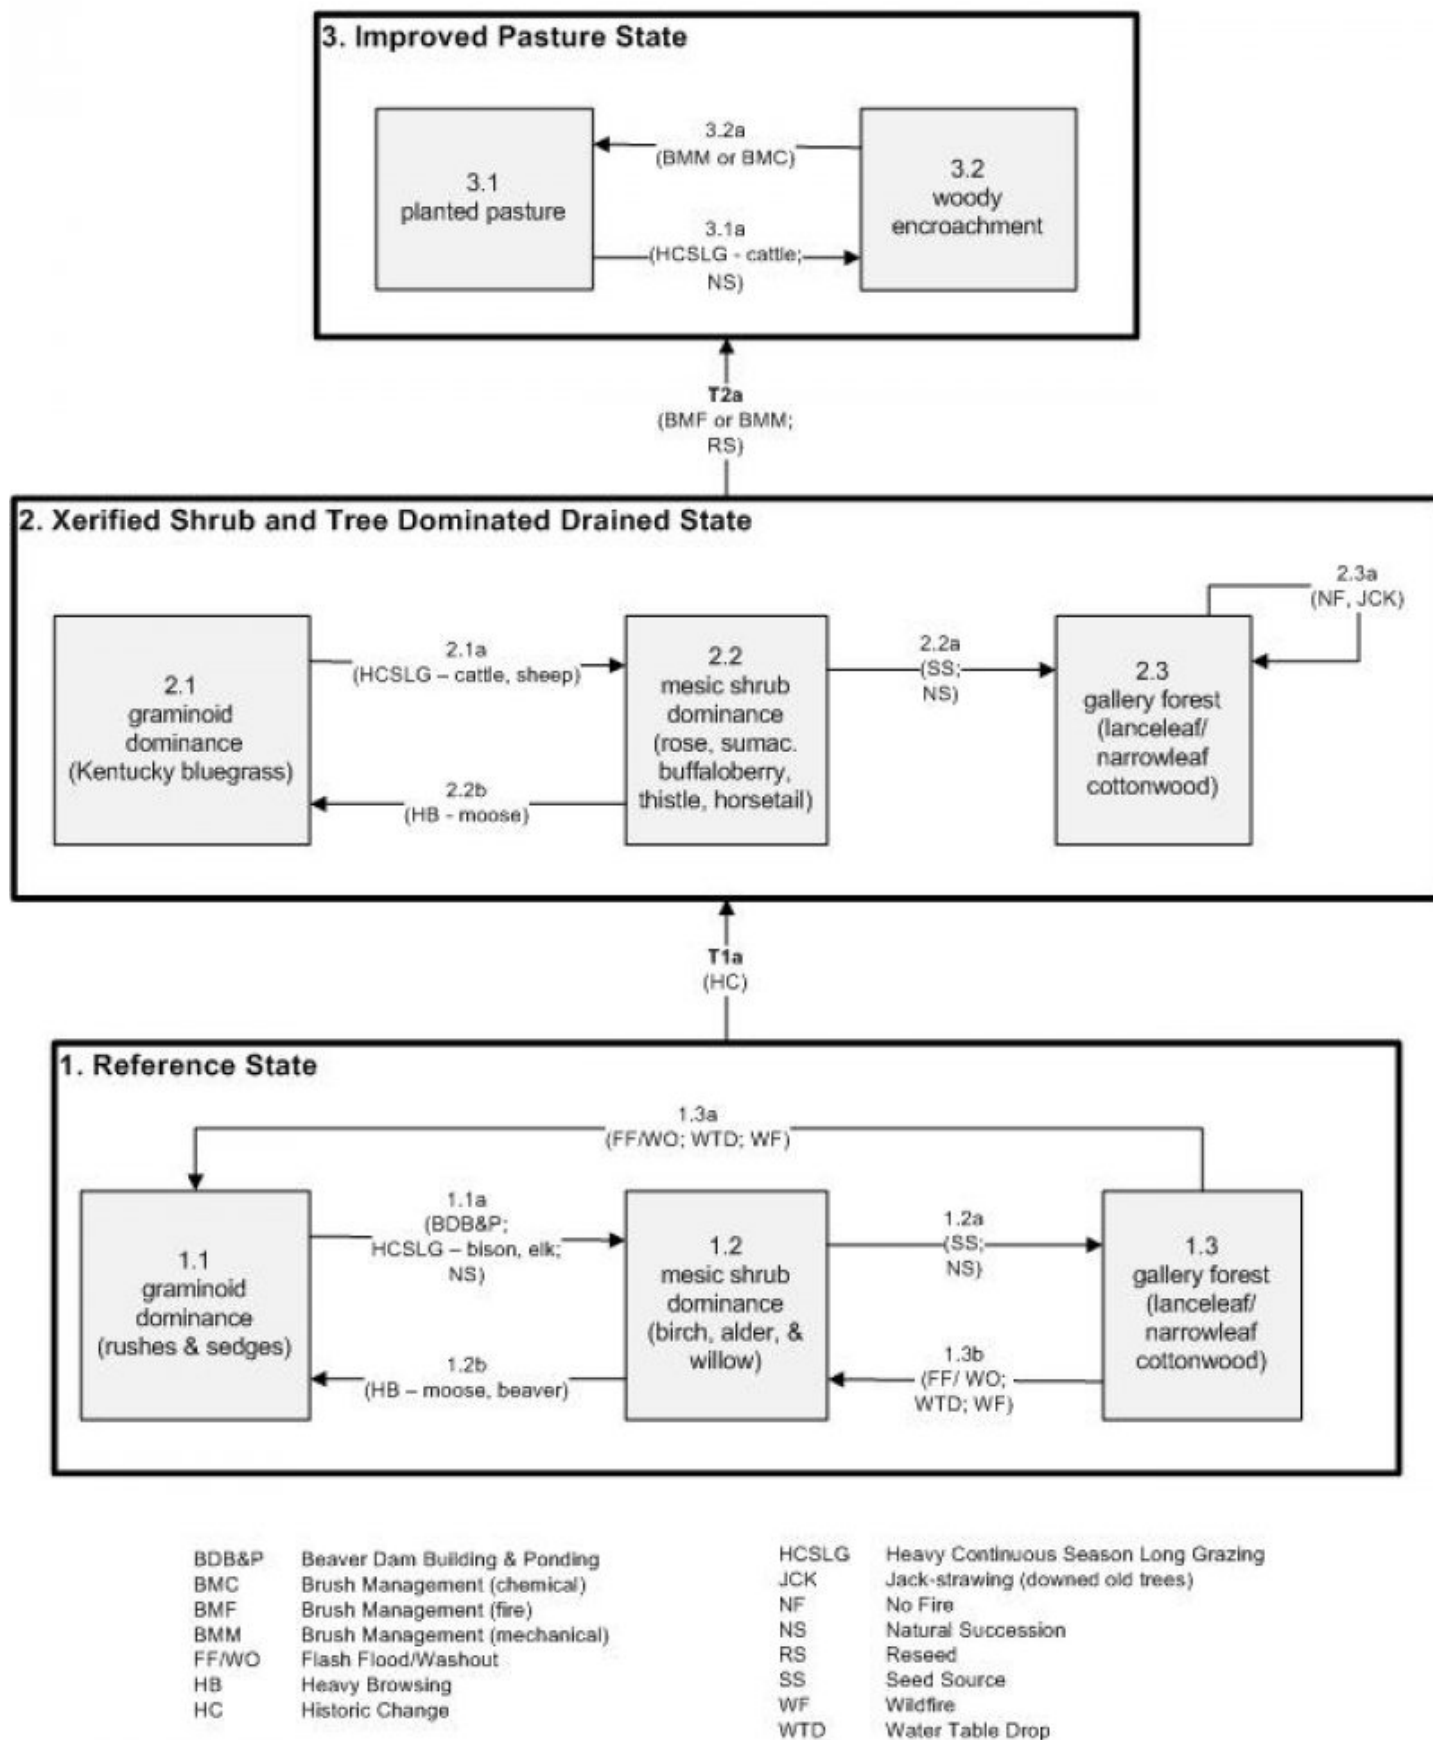 3. Improved Pasture State
3.2a
(BMM or BMC)
3.1
planted pasture
3.2
woody
encroachment
3.1a
(HCSLG - cattle;
NS)
T2a
(BMF or BMM;
RS)
2. Xerified Shrub and Tree Dominated Drained State
2.3a
(NF, JCK)
2.1a
(HCSLG – cattle, sheep)
2.2a
(SS;
NS)
2.1
graminoid
dominance
(Kentucky bluegrass)
2.2
mesic shrub
dominance
(rose, sumac.
buffaloberry,
thistle, horsetail)
2.3
gallery forest
(lanceleaf/
narrowleaf
cottonwood)
2.2b
(HB - moose)
T1a
(HC)
1. Reference State
1.3a
(FF/WO; WTD; WF)
1.1a
(BDB&P;
HCSLG – bison, elk;
NS)
1.2a
(SS;
NS)
1.1
graminoid
dominance
(rushes & sedges)
1.2
mesic shrub
dominance
(birch, alder, &
willow)
1.3
gallery forest
(lanceleaf/
narrowleaf
cottonwood)
1.2b
(HB – moose, beaver)
1.3b
(FF/ WO;
WTD; WF)
BDB&P Beaver Dam Building & Ponding
BMC Brush Management (chemical)
BMF Brush Management (fire)
BMM Brush Management (mechanical)
FF/WO Flash Flood/Washout
HB Heavy Browsing
HC Historic Change
HCSLG Heavy Continuous Season Long Grazing
JCK Jack-strawing (downed old trees)
NF No Fire
NS Natural Succession
RS Reseed
SS Seed Source
WF Wildfire
WTD Water Table Drop